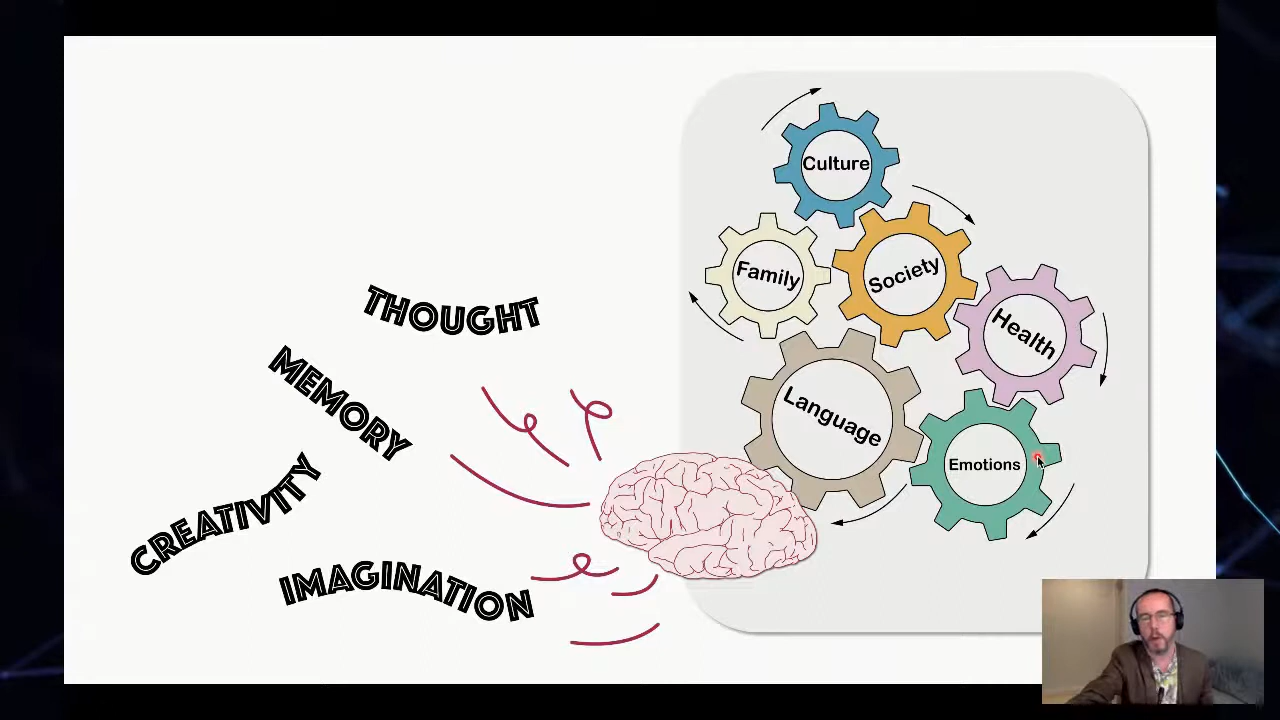 Culture
Family
Society
Health
Language
Emotions
THOUGHT
MEMORY
CREATIVITY
IMAGINATION